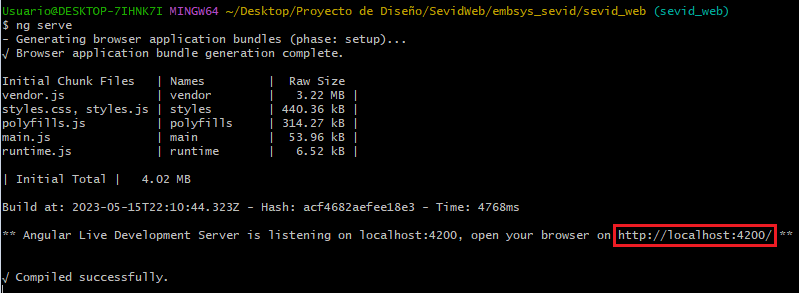 Usuario@DESKTOP-7IHNK7I MINGW64 ~/Desktop/Proyecto de Diseño/SevidWeb/embsys_sevid/sevid_web (sevid_web)
$ ng serve
- Generating browser application bundles (phase: setup)...
√ Browser application bundle generation complete.

Initial Chunk Files   | Names         |  Raw Size
vendor.js             | vendor        |   3.22 MB |
styles.css, styles.js | styles        | 440.36 kB |
polyfills.js          | polyfills     | 314.27 kB |
main.js               | main          |  53.96 kB |
runtime.js            | runtime       |   6.52 kB |

| Initial Total |   4.02 MB

Build at: 2023-05-15T22:10:44.323Z - Hash: acf4682aefee18e3 - Time: 4768ms

** Angular Live Development Server is listening on localhost:4200, open your browser on http://localhost:4200/ **

√ Compiled successfully.